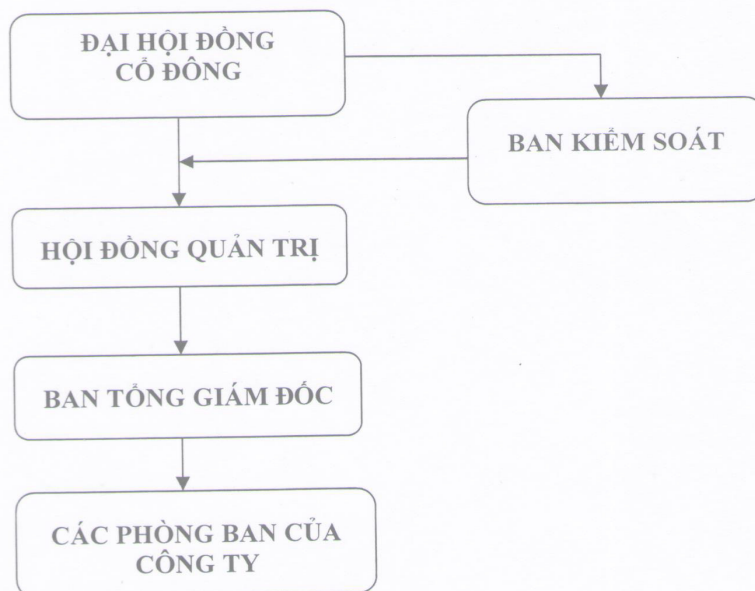 ĐẠI HỘI ĐỒNG
CỔ ĐÔNG
BAN KIỂM SOÁT
HỘI ĐỒNG QUẢN TRỊ
BAN TỔNG GIÁM ĐỐC
CÁC PHÒNG BAN CỦA
CÔNG TY